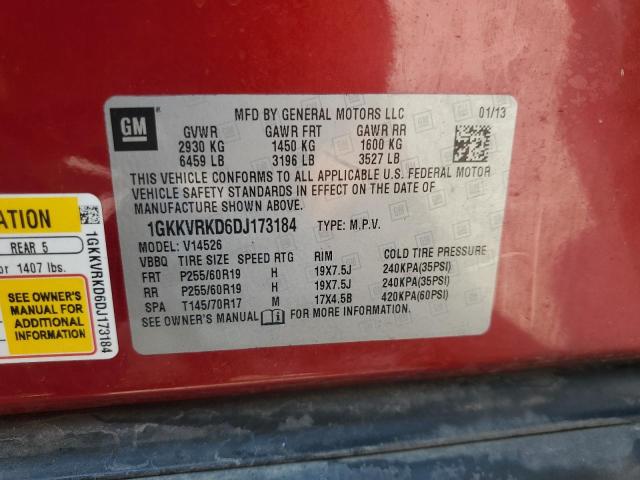 GM
MFD BY GENERAL MOTORS LLC 01/13
GVWR GAWR FRT GAWR RR
2930 KG 1450 KG 1600 KG
6459 LB 3196 LB 3527 LB
THIS VEHICLE CONFORMS TO ALL APPLICABLE U.S. FEDERAL MOTOR
VEHICLE SAFETY STANDARDS IN EFFECT ON THE DATE OF
MANUFACTURE SHOWN ABOVE.
1GKKVRKD6DJ173184 TYPE: M.P.V.
MODEL: V14526
VBBQ TIRE SIZE SPEED RTG RIM COLD TIRE PRESSURE
FRT P255/60R19 H 19X7.5J 240KPA(35PSI)
RR P255/60R19 H 19X7.5J 240KPA(35PSI)
SPA T145/70R17 M 17X4.5B 420KPA(60PSI)
SEE OWNER'S MANUAL FOR MORE INFORMATION.
MATION
REAR 5
or 1407 lbs.
SEE OWNER'S
MANUAL FOR
ADDITIONAL
INFORMATION
1GKKVRKD6DJ173184